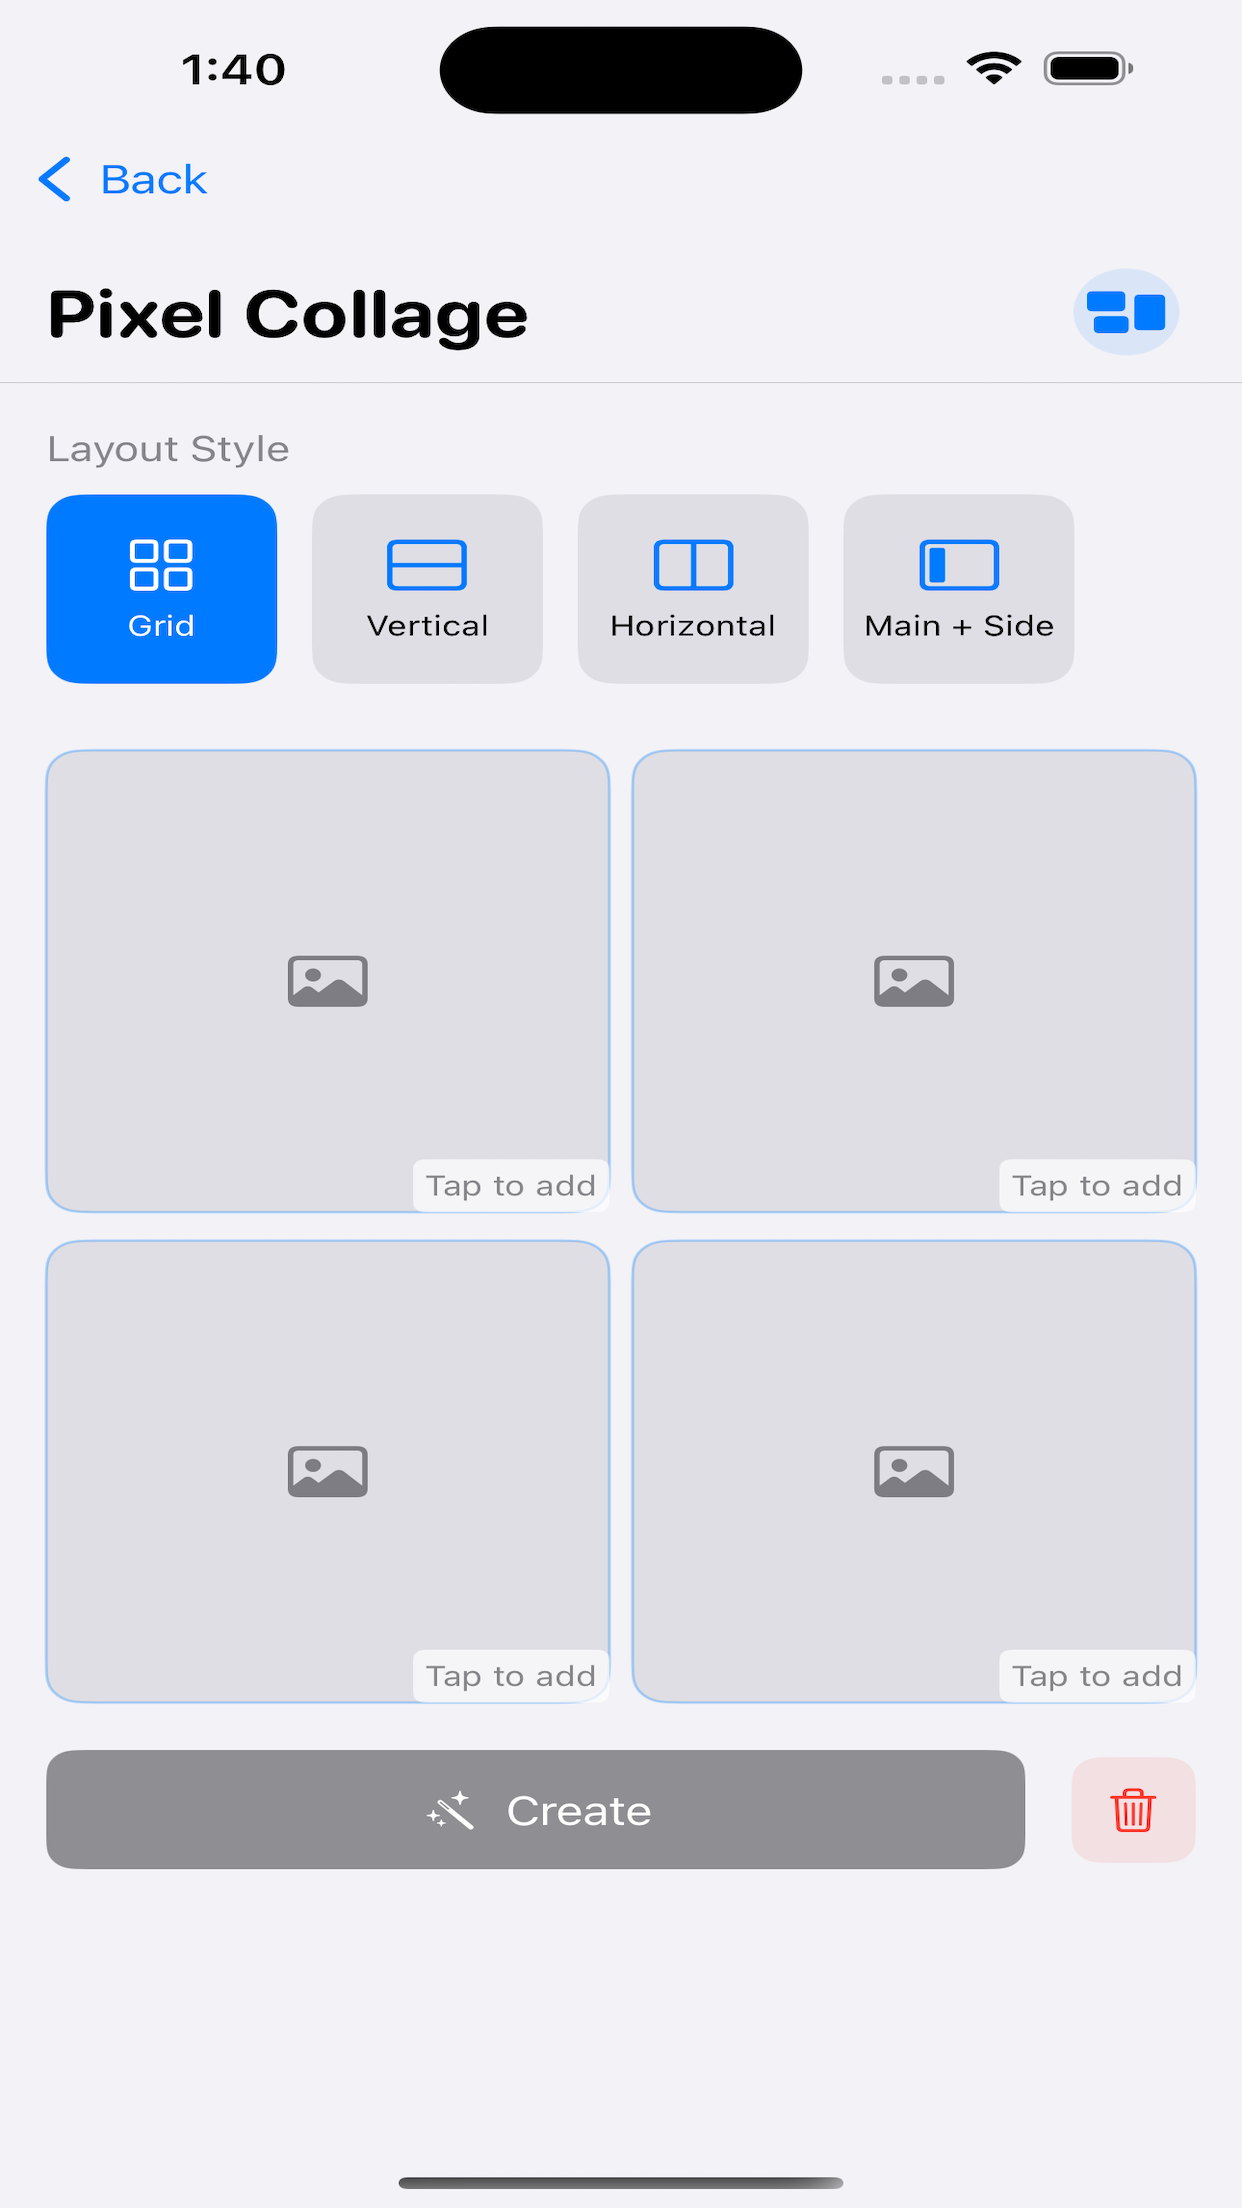 1:40
Back
Pixel Collage
Layout Style
Grid
Vertical
Horizontal
Main + Side
Tap to add
Tap to add
Tap to add
Tap to add
Create